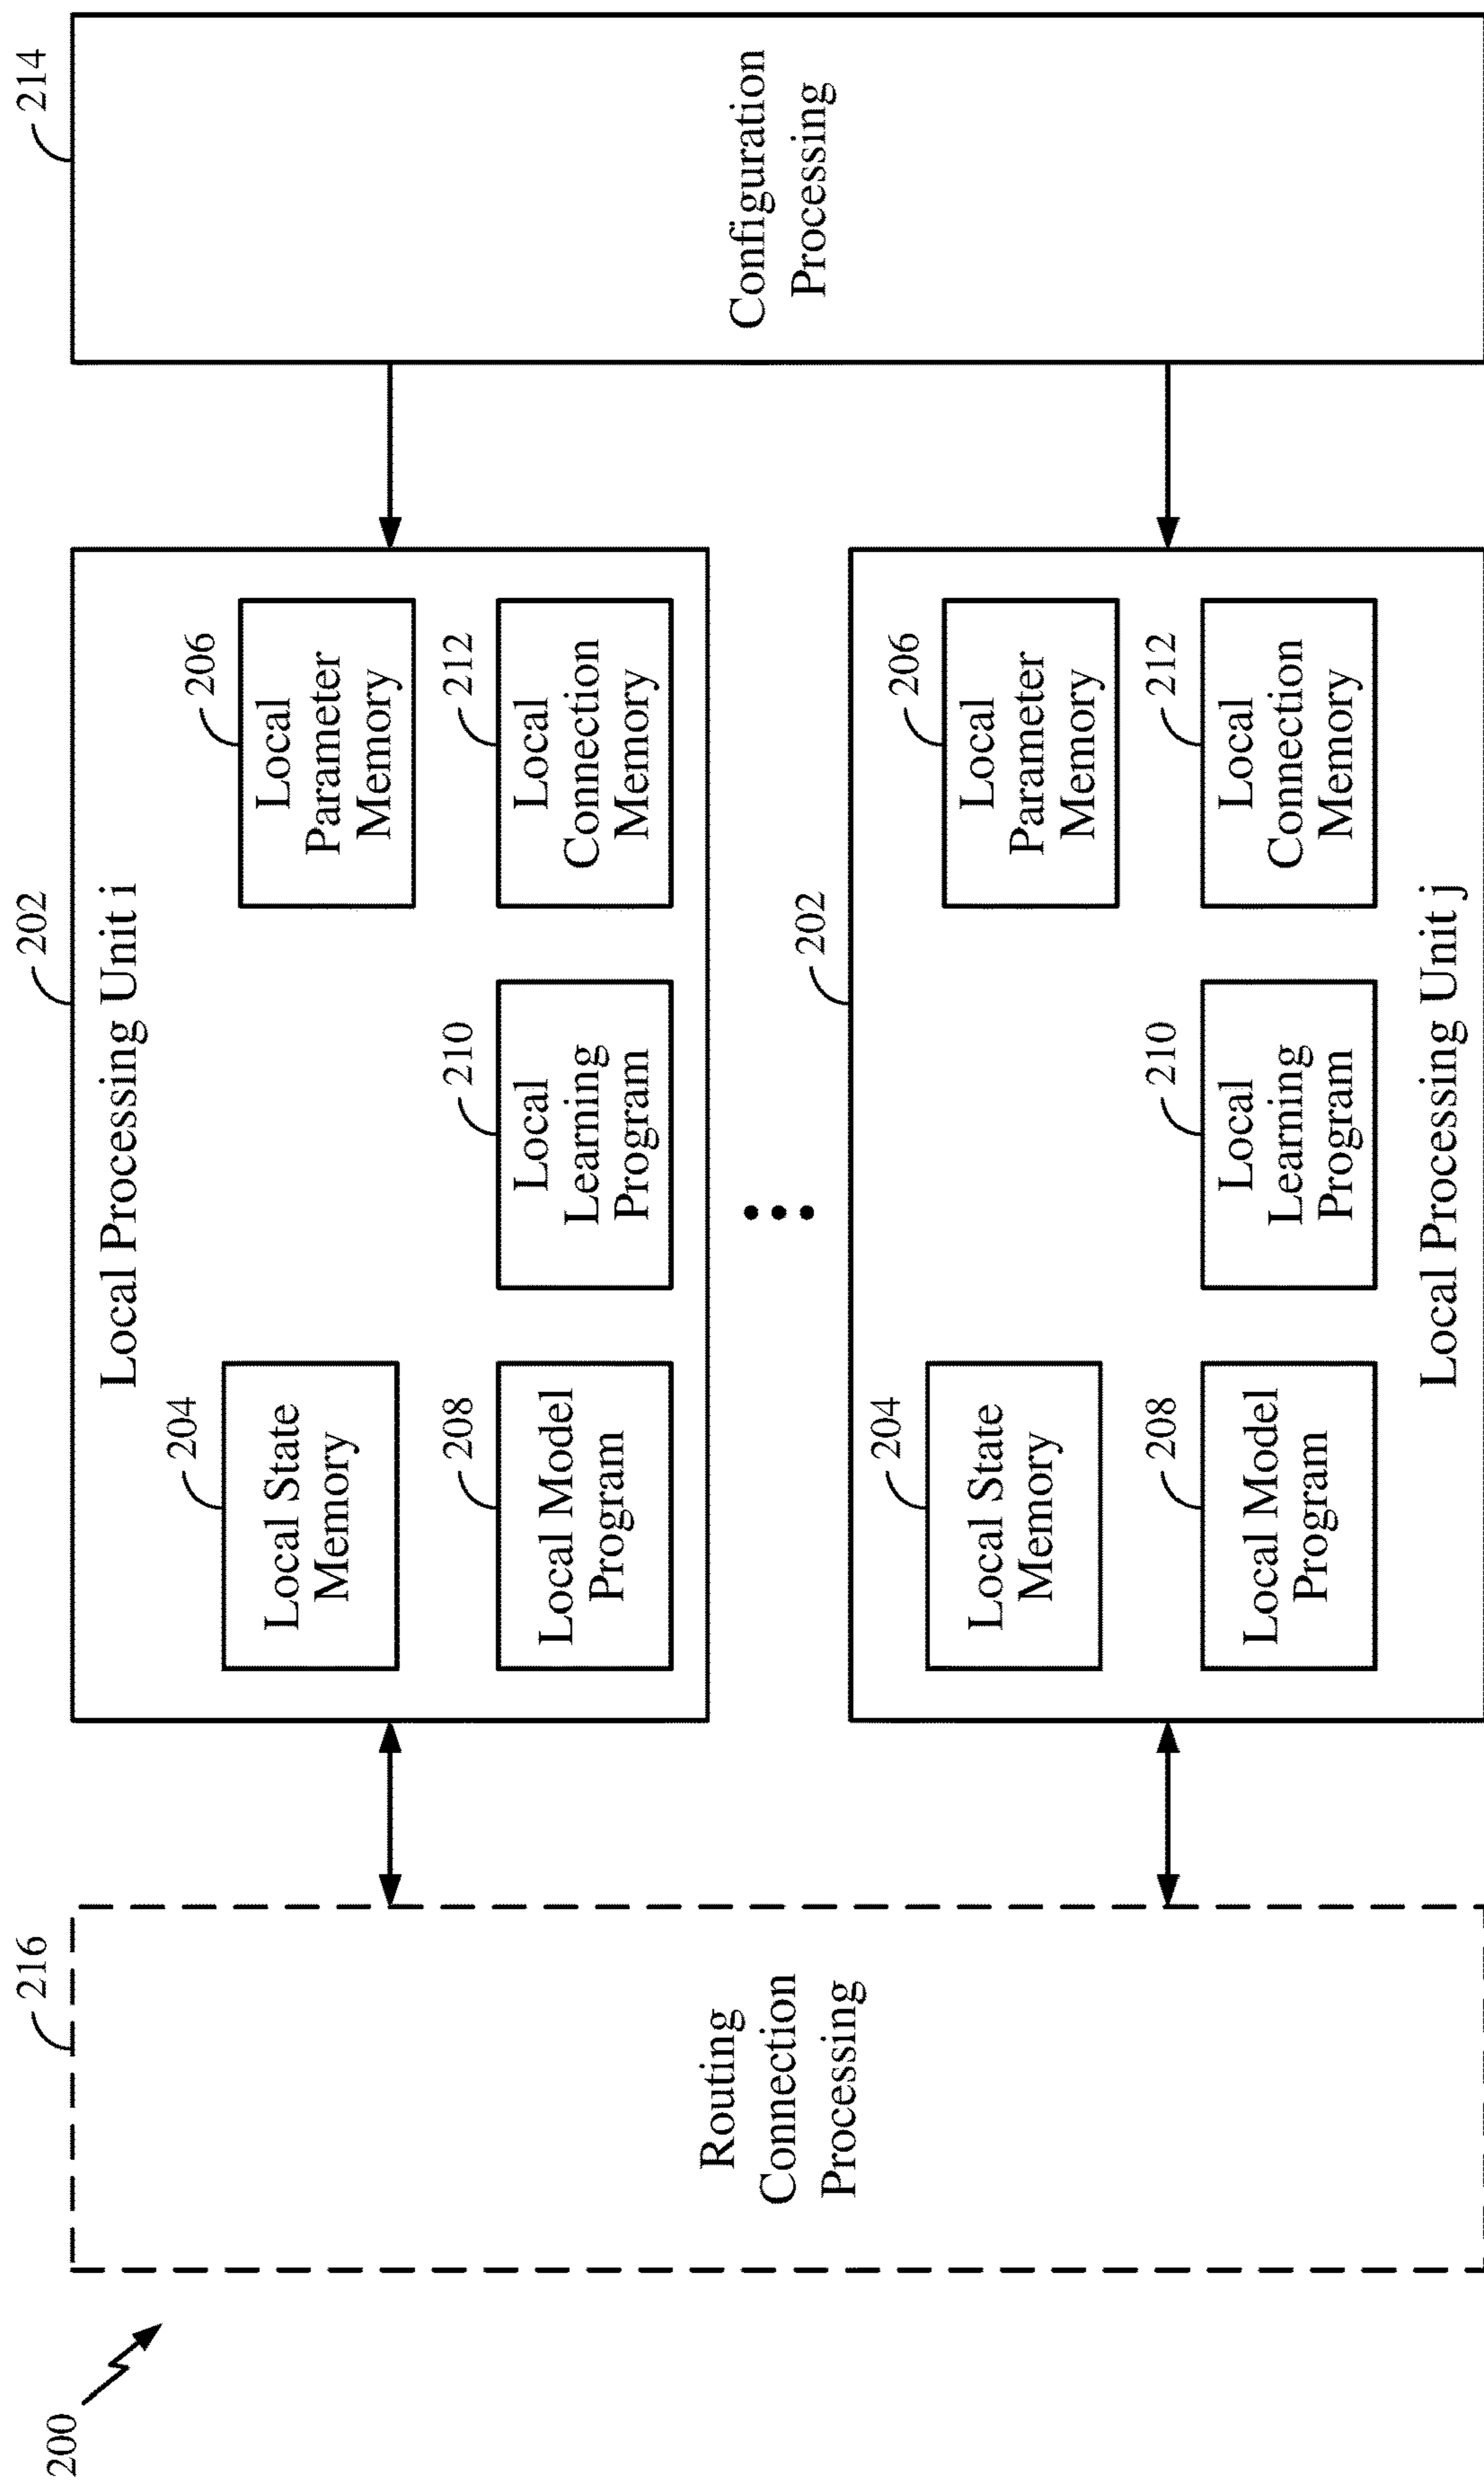 200
216
Routing
Connection
Processing
202
Local Processing Unit i
204
Local State
Memory
206
Local
Parameter
Memory
208
Local Model
Program
210
Local
Learning
Program
212
Local
Connection
Memory
202
204
Local State
Memory
206
Local
Parameter
Memory
208
Local Model
Program
210
Local
Learning
Program
212
Local
Connection
Memory
Local Processing Unit j
214
Configuration
Processing